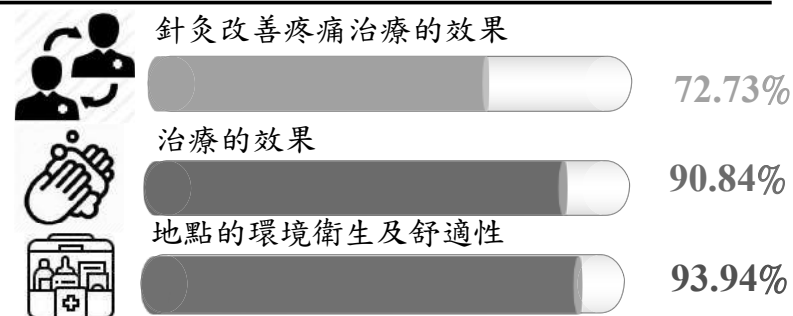 針灸改善疼痛治療的效果
72.73%
治療的效果
90.84%
地點的環境衛生及舒適性
93.94%